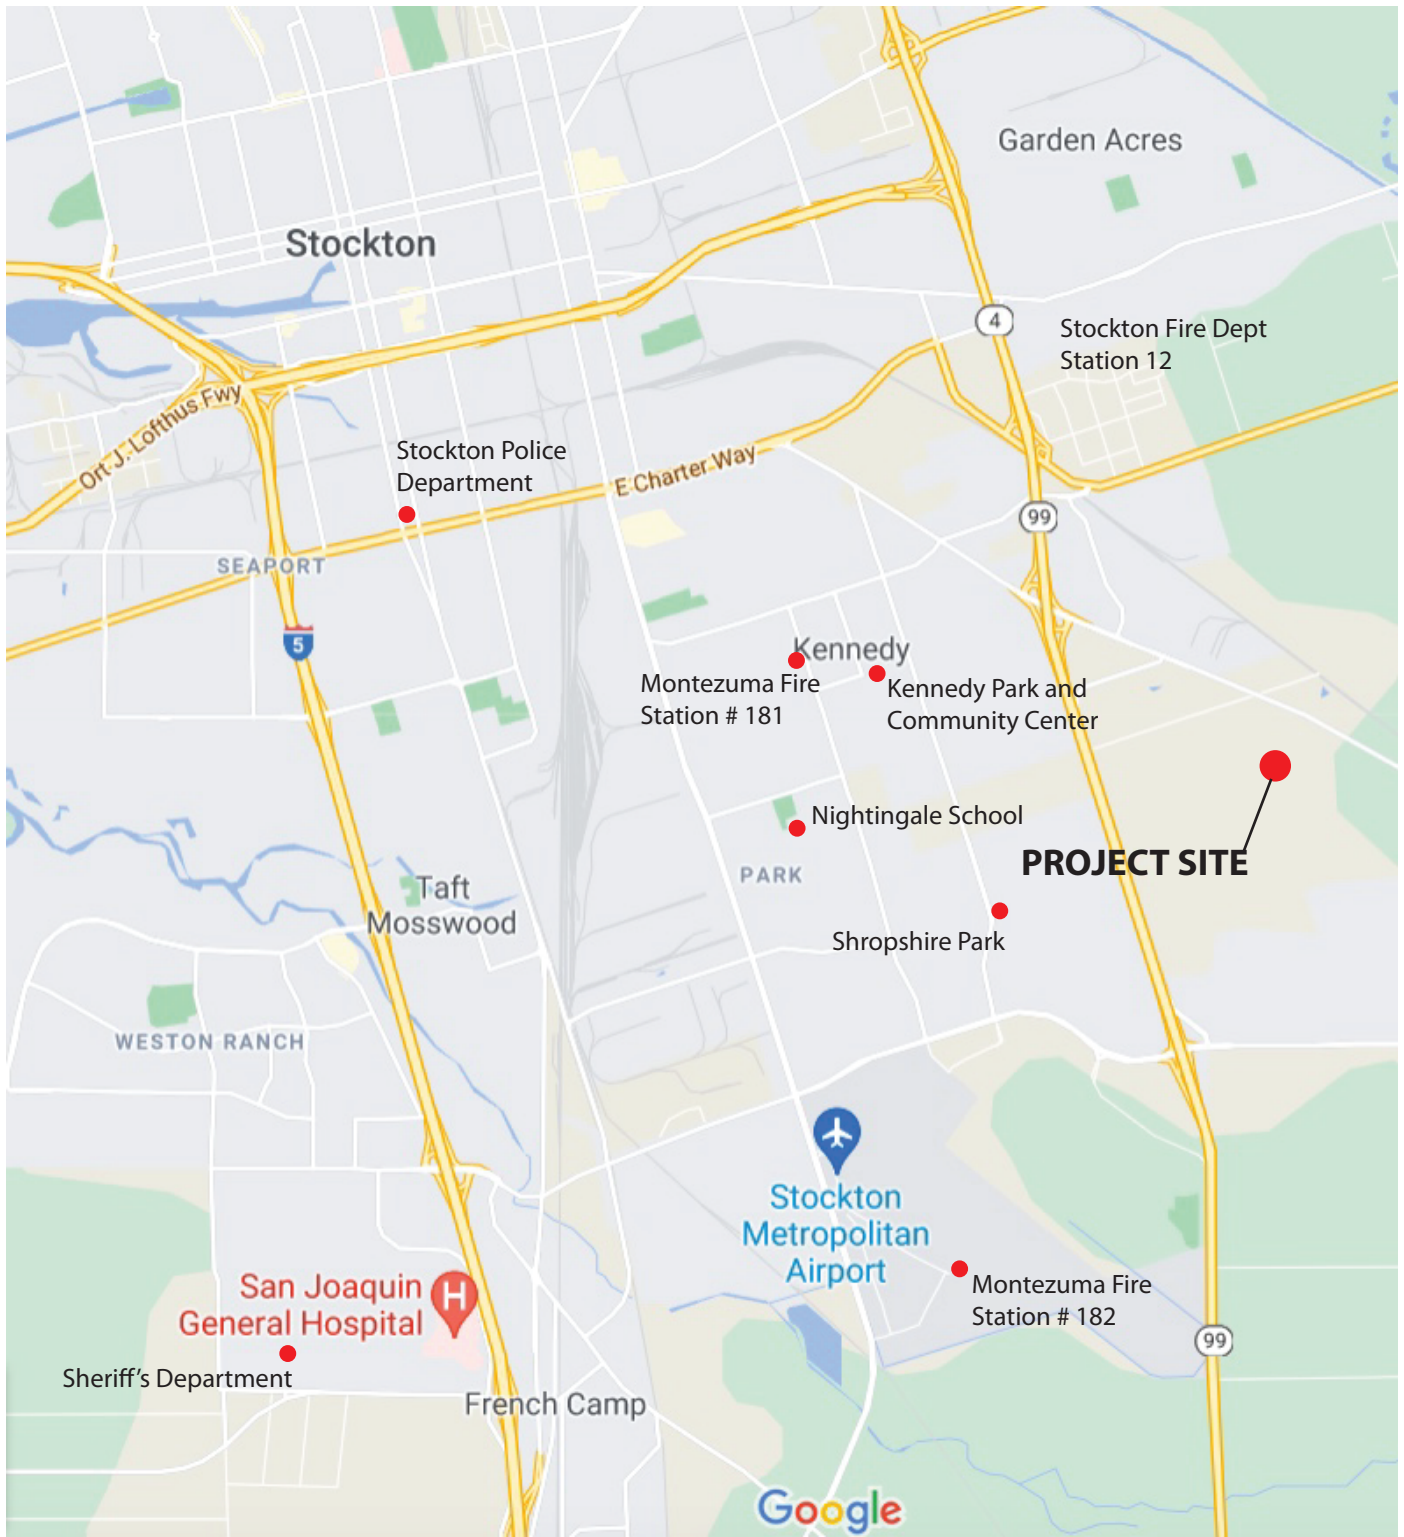 Garden Acres
Stockton
4
Stockton Fire Dept
Station 12
Ort J. Lofthus Fwy
Stockton Police
Department
E Charter Way
99
SEAPORT
5
Kennedy
Montezuma Fire
Station # 181
Kennedy Park and
Community Center
Nightingale School
PROJECT SITE
PARK
Taft
Mosswood
Shropshire Park
WESTON RANCH
Stockton
Metropolitan
Airport
San Joaquin
General Hospital
H
Montezuma Fire
Station # 182
99
Sheriff's Department
French Camp
Google